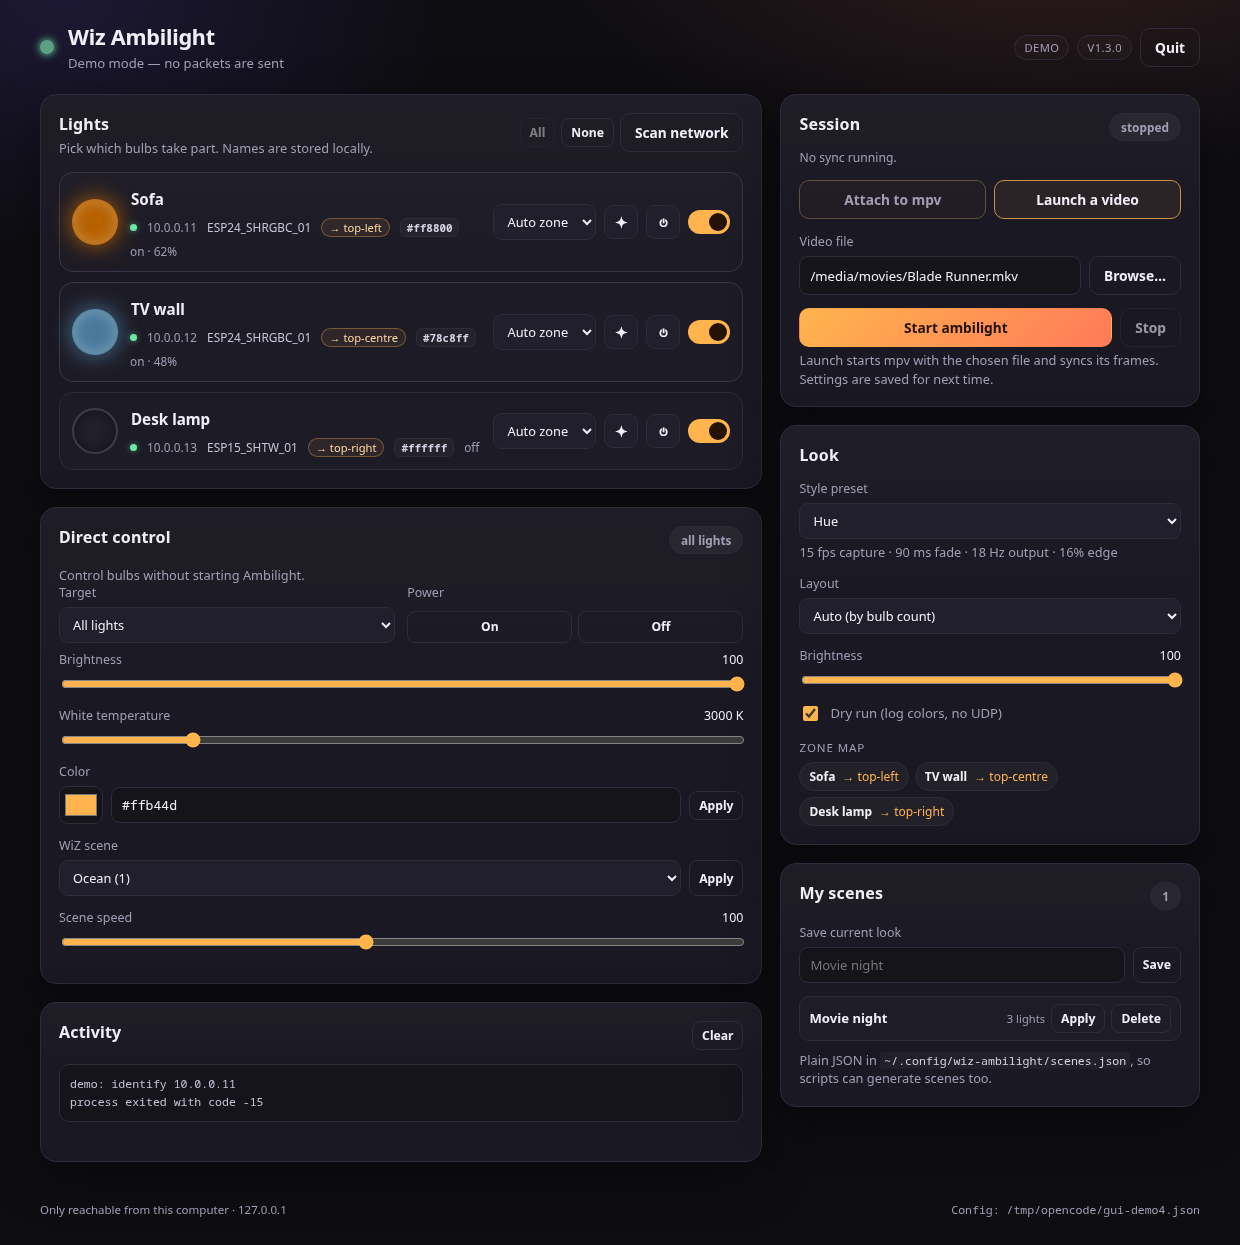 Wiz Ambilight
Demo mode — no packets are sent
DEMO
V1.3.0
Quit
Lights
Pick which bulbs take part. Names are stored locally.
All
None
Scan network
Sofa
10.0.0.11 ESP24_SHRGBC_01 → top-left #ff8800
on · 62%
Auto zone
TV wall
10.0.0.12 ESP24_SHRGBC_01 → top-centre #78c8ff
on · 48%
Auto zone
Desk lamp
10.0.0.13 ESP15_SHTW_01 → top-right #ffffff off
Auto zone
Direct control
all lights
Control bulbs without starting Ambilight.
Target
Power
All lights
On
Off
Brightness
100
White temperature
3000 K
Color
#ffb44d
Apply
WiZ scene
Ocean (1)
Apply
Scene speed
100
Activity
Clear
demo: identify 10.0.0.11
process exited with code -15
Session
stopped
No sync running.
Attach to mpv
Launch a video
Video file
/media/movies/Blade Runner.mkv
Browse...
Start ambilight
Stop
Launch starts mpv with the chosen file and syncs its frames.
Settings are saved for next time.
Look
Style preset
Hue
15 fps capture · 90 ms fade · 18 Hz output · 16% edge
Layout
Auto (by bulb count)
Brightness
100
Dry run (log colors, no UDP)
ZONE MAP
Sofa → top-left
TV wall → top-centre
Desk lamp → top-right
My scenes
1
Save current look
Movie night
Save
Movie night
3 lights
Apply
Delete
Plain JSON in ~/.config/wiz-ambilight/scenes.json, so
scripts can generate scenes too.
Only reachable from this computer · 127.0.0.1
Config: /tmp/opencode/gui-demo4.json